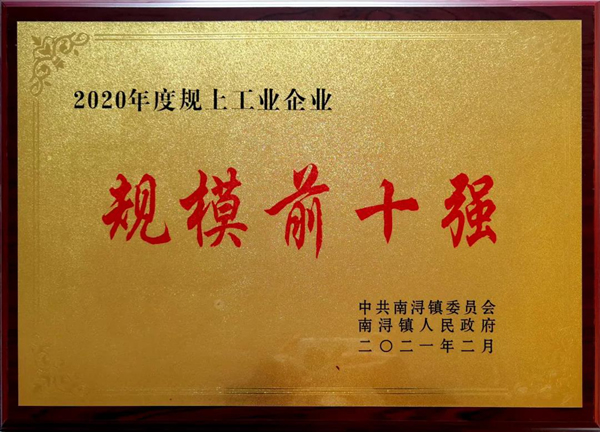 2020年度规上工业企业
规模前十强
中共南浔镇委员会
南浔镇人民政府
二〇二一年二月